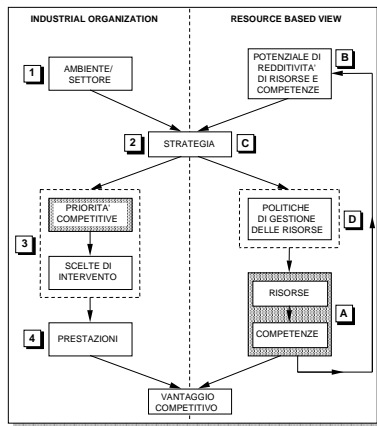 INDUSTRIAL ORGANIZATION
RESOURCE BASED VIEW
1
AMBIENTE/
SETTORE
POTENZIALE DI
REDDITIVITA'
DI RISORSE E
COMPETENZE
B
2
STRATEGIA
C
PRIORITA'
COMPETITIVE
3
SCELTE DI
INTERVENTO
POLITICHE
DI GESTIONE
DELLE RISORSE
D
RISORSE
COMPETENZE
A
4
PRESTAZIONI
VANTAGGIO
COMPETITIVO